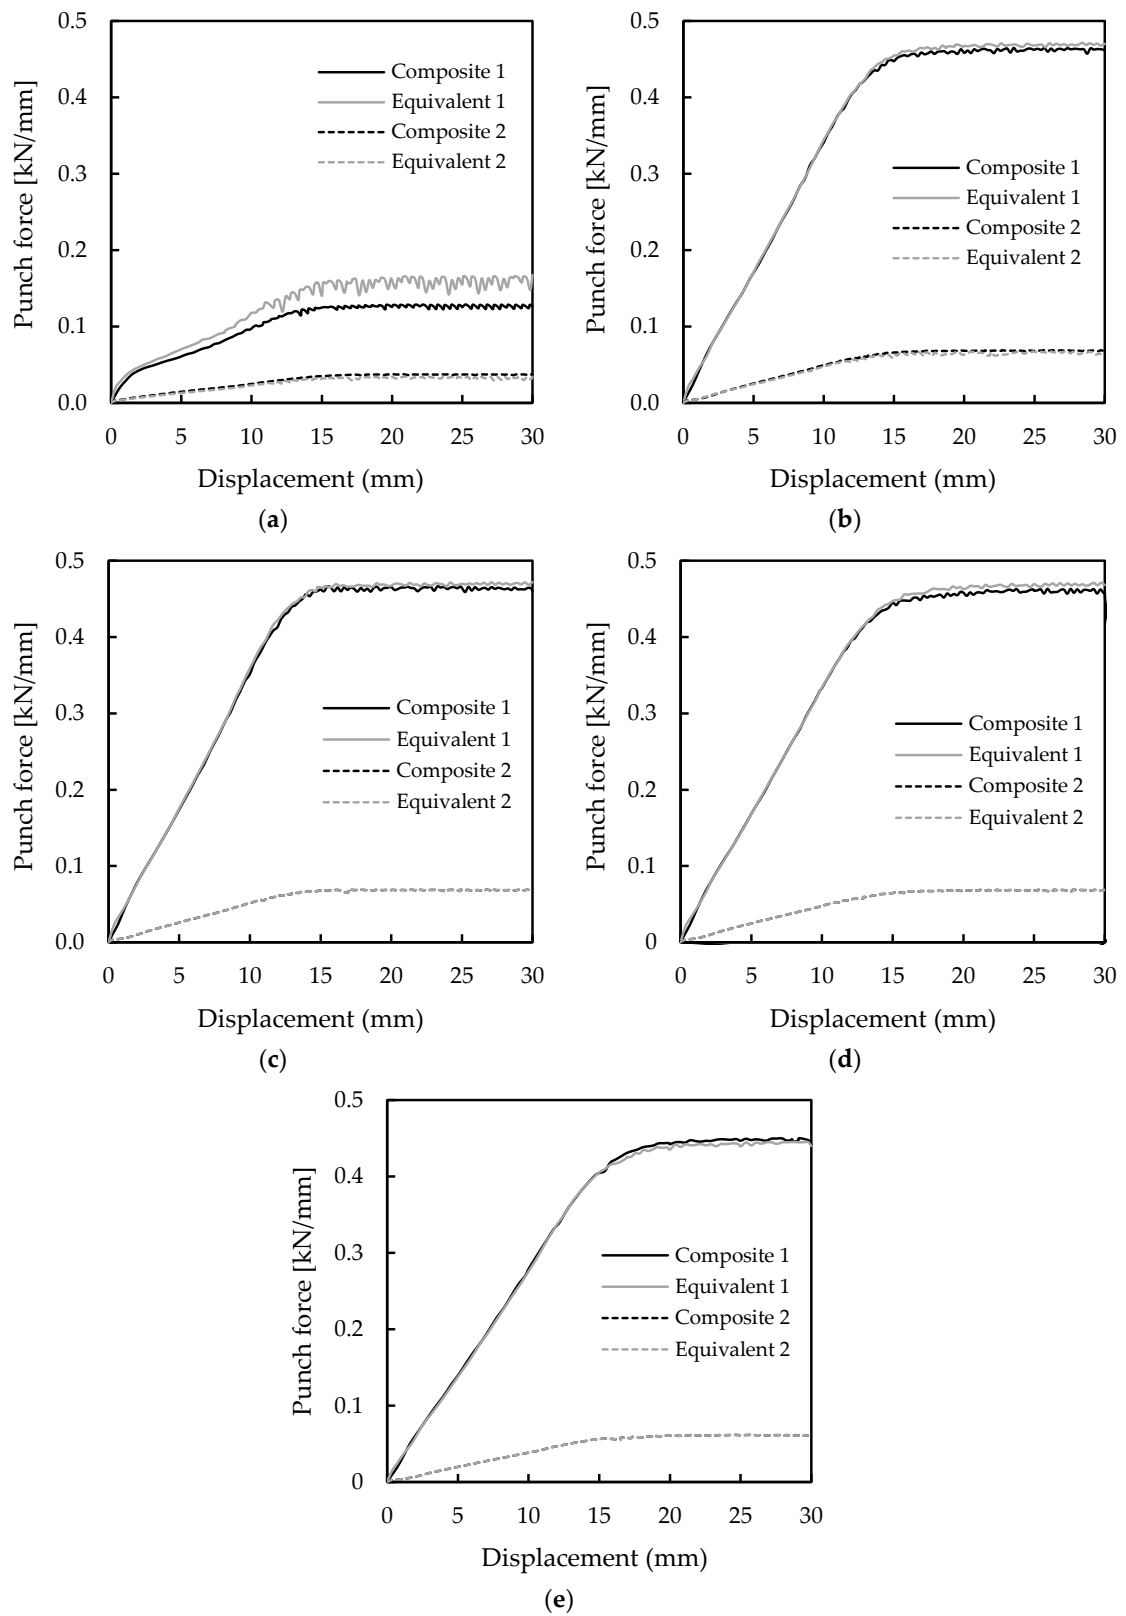 0.5
0.4
0.3
0.2
0.1
0.0
Punch force [kN/mm]
Composite 1
Equivalent 1
Composite 2
Equivalent 2
0 5 10 15 20 25 30
Displacement (mm)
(a)
0.5
0.4
0.3
0.2
0.1
0.0
Punch force [kN/mm]
Composite 1
Equivalent 1
Composite 2
Equivalent 2
0 5 10 15 20 25 30
Displacement (mm)
(b)
0.5
0.4
0.3
0.2
0.1
0.0
Punch force [kN/mm]
Composite 1
Equivalent 1
Composite 2
Equivalent 2
0 5 10 15 20 25 30
Displacement (mm)
(c)
0.5
0.4
0.3
0.2
0.1
0
Punch force [kN/mm]
Composite 1
Equivalent 1
Composite 2
Equivalent 2
0 5 10 15 20 25 30
Displacement (mm)
(d)
0.5
0.4
0.3
0.2
0.1
0
Punch force [kN/mm]
Composite 1
Equivalent 1
Composite 2
Equivalent 2
0 5 10 15 20 25 30
Displacement (mm)
(e)